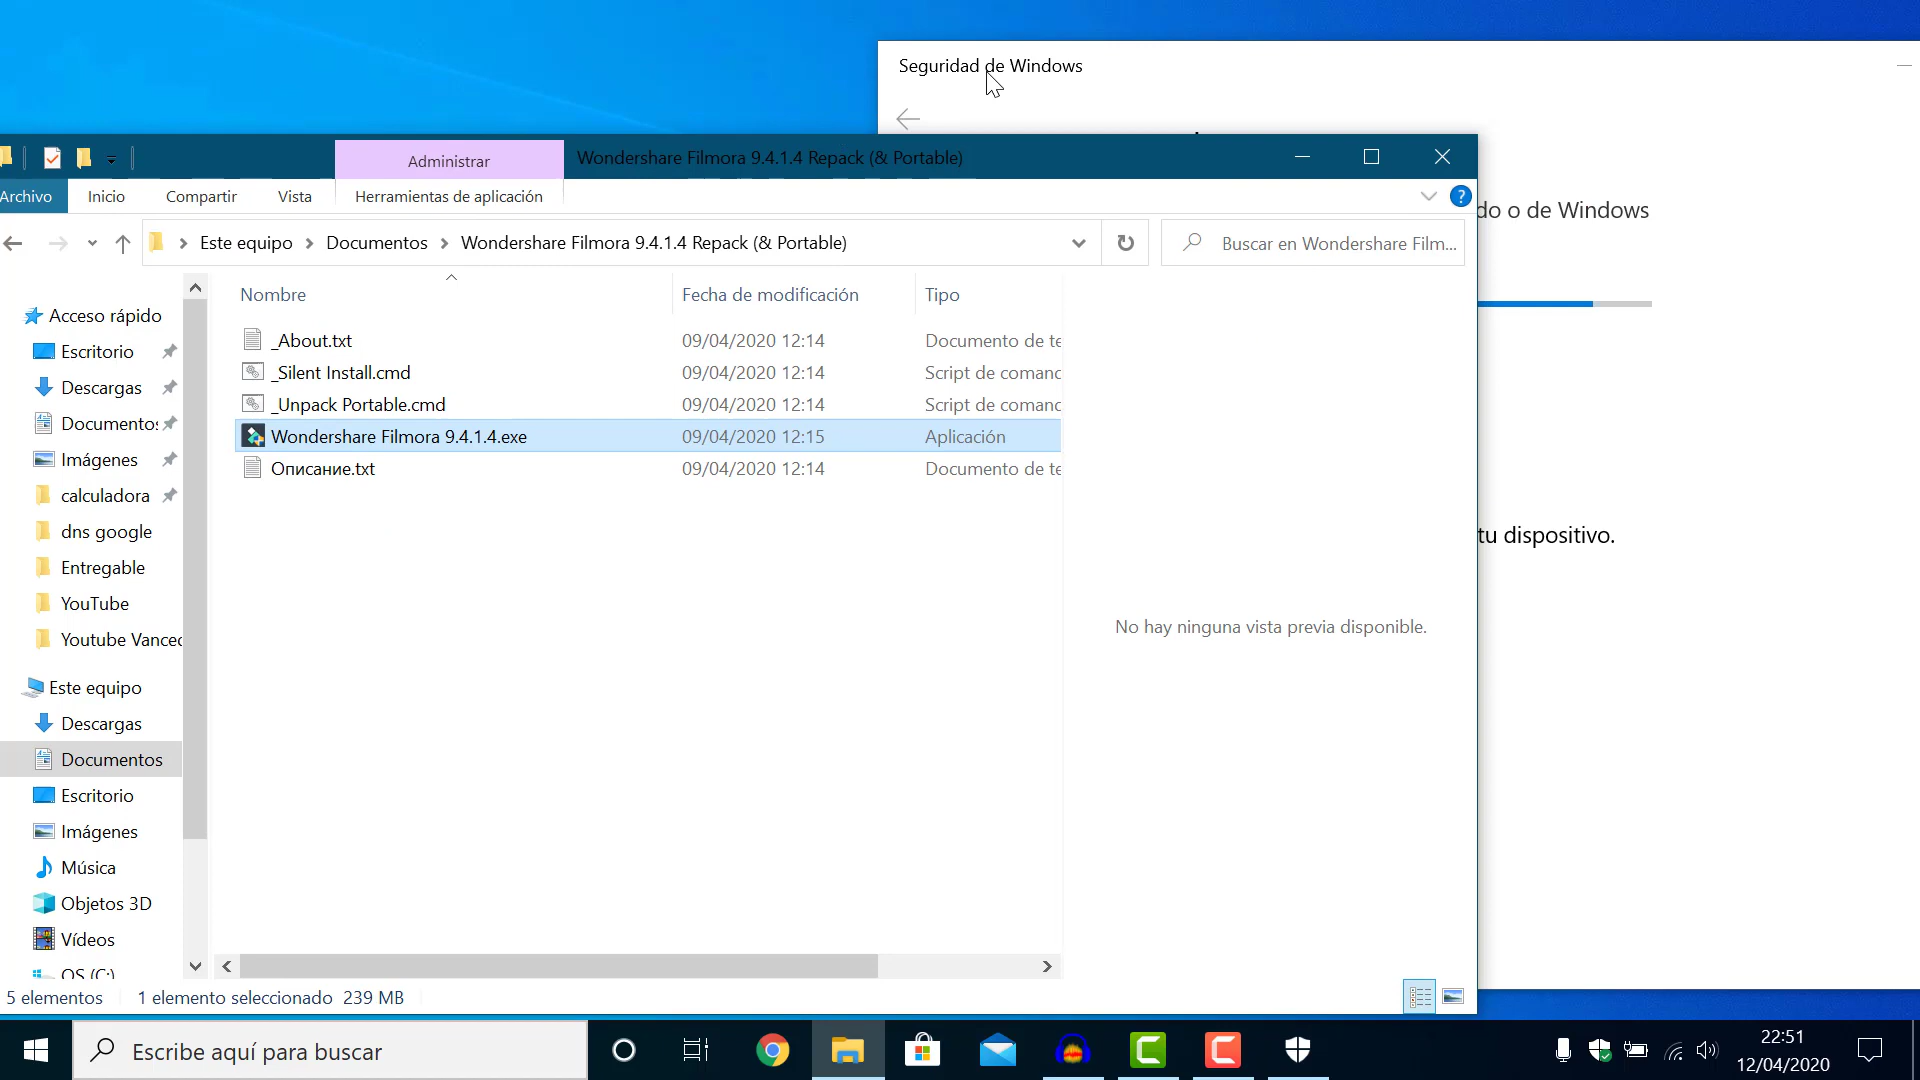 Seguridad de Windows
Administrar
Wondershare Filmora 9.4.1.4 Repack (& Portable)
Archivo
Inicio
Compartir
Vista
Herramientas de aplicación
?
do o de Windows
Este equipo
Documentos
Wondershare Filmora 9.4.1.4 Repack (& Portable)
Buscar en Wondershare Film...
Nombre
Fecha de modificación
Tipo
_About.txt
09/04/2020 12:14
Documento de te
_Silent Install.cmd
09/04/2020 12:14
Script de comanc
_Unpack Portable.cmd
09/04/2020 12:14
Script de comanc
Wondershare Filmora 9.4.1.4.exe
09/04/2020 12:15
Aplicación
Описание.txt
09/04/2020 12:14
Documento de te
Acceso rápido
Escritorio
Descargas
Documentos
Imágenes
calculadora
dns google
Entregable
YouTube
Youtube Vanced
Este equipo
Descargas
Documentos
Escritorio
Imágenes
Música
Objetos 3D
Vídeos
OS (C:)
tu dispositivo.
No hay ninguna vista previa disponible.
5 elementos
1 elemento seleccionado 239 MB
Escribe aquí para buscar
22:51
12/04/2020